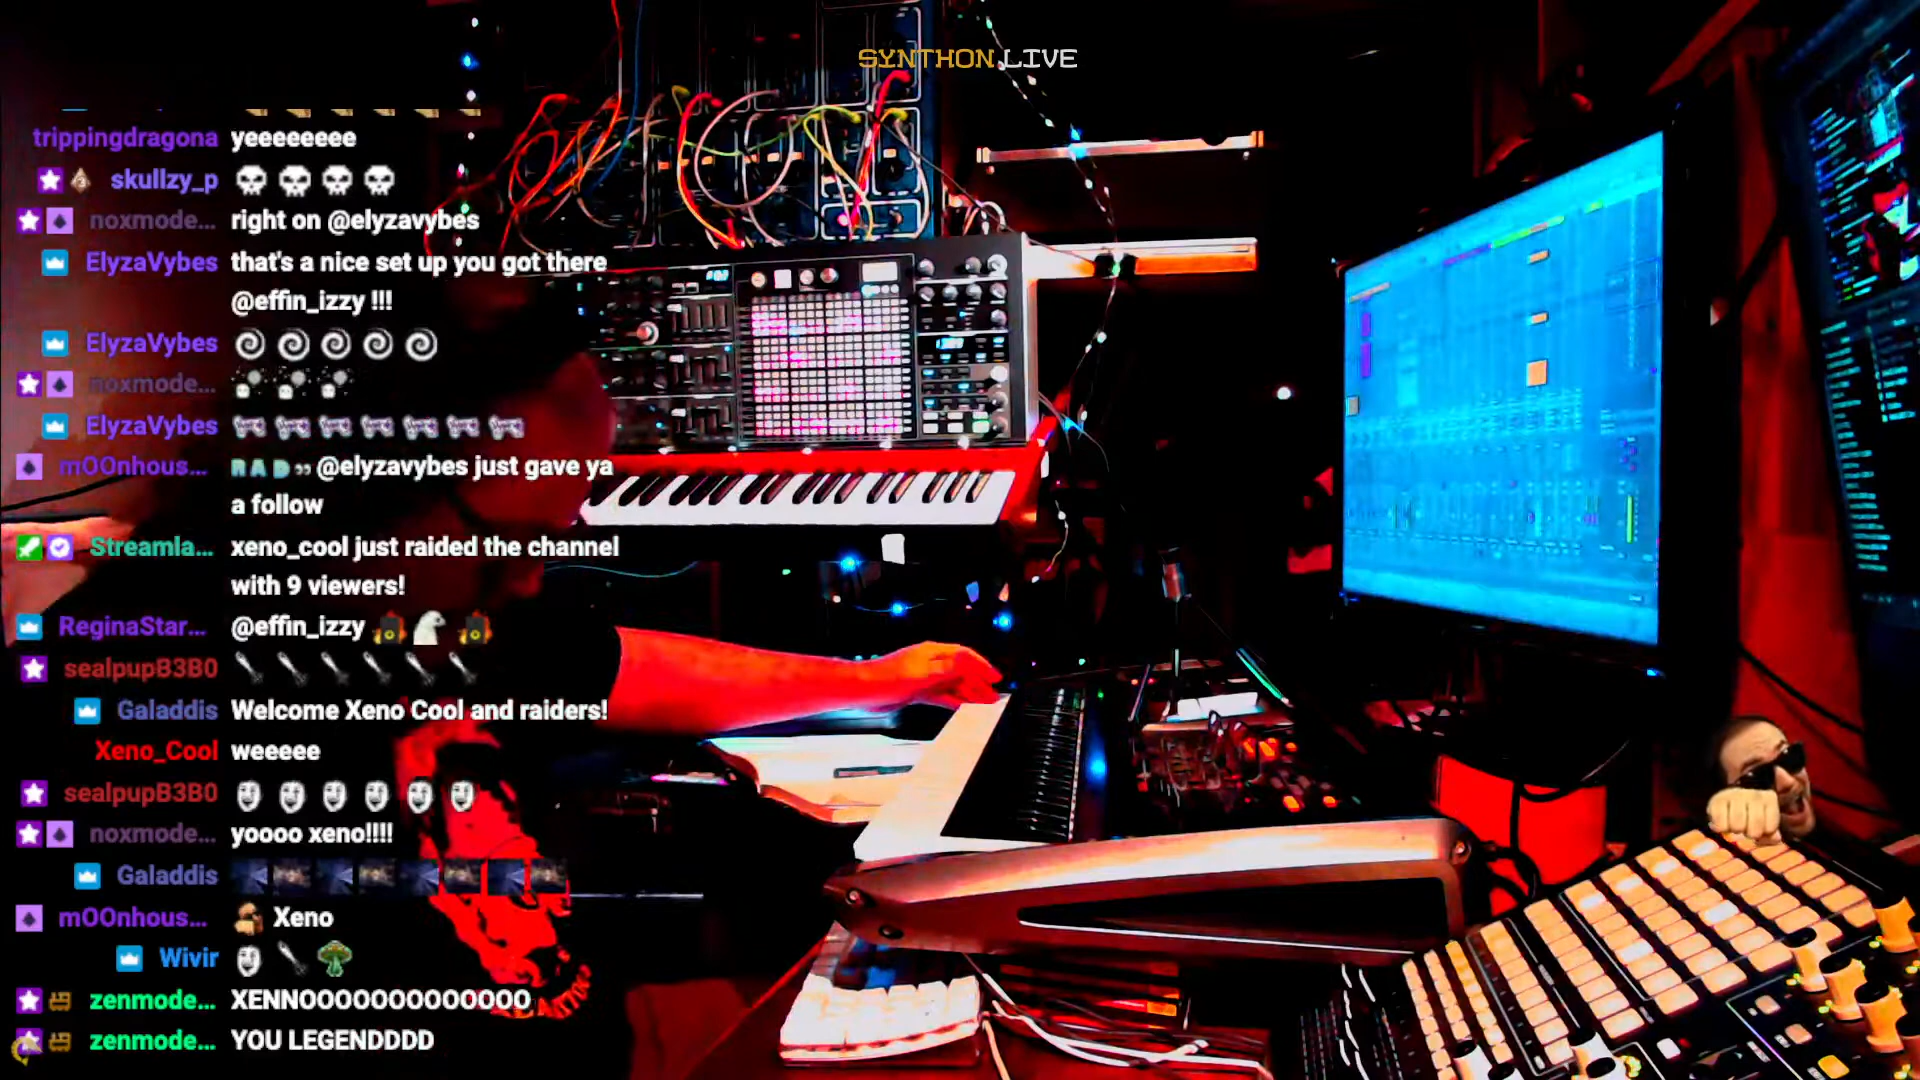 SYNTHON.LIVE
trippingdragona yeeeeeeee
skullzy_p
noxmode... right on @elyzavybes
ElyzaVybes that's a nice set up you got there
@effin_izzy !!!
ElyzaVybes
noxmode...
ElyzaVybes
m00nhous... RAD @elyzavybes just gave ya
a follow
Streamla... xeno_cool just raided the channel
with 9 viewers!
ReginaStar... @effin_izzy
sealpupB3B0
Galaddis Welcome Xeno Cool and raiders!
Xeno_Cool weeeee
sealpupB3B0
noxmode... yoooo xeno!!!!
Galaddis
m00nhous... Xeno
Wivir
zenmode... XENNOOOOOOOOOOOOO
zenmode... YOU LEGENDDDD